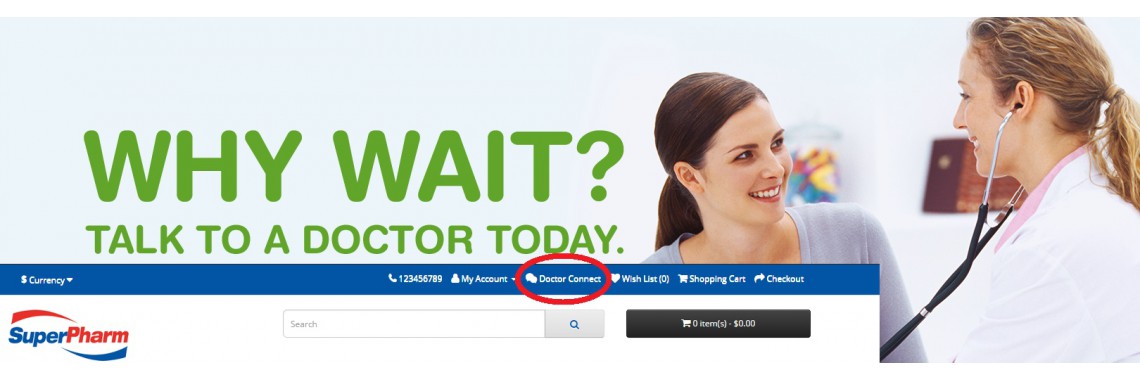 WHY WAIT?
TALK TO A DOCTOR TODAY.
$ Currency
123456789 My Account Doctor Connect Wish List (0) Shopping Cart Checkout
SuperPharm
Search
0 item(s) - $0.00